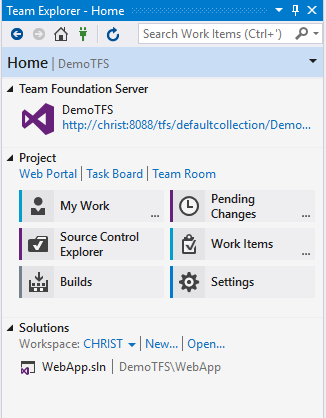 Team Explorer - Home
Search Work Items (Ctrl+')
Home | DemoTFS
Team Foundation Server
DemoTFS
http://christ:8088/tfs/defaultcollection/Demo...
Project
Web Portal | Task Board | Team Room
My Work ...
Pending Changes ...
Source Control Explorer
Work Items ...
Builds
Settings
Solutions
Workspace: CHRIST | New... | Open...
WebApp.sln | DemoTFS\WebApp